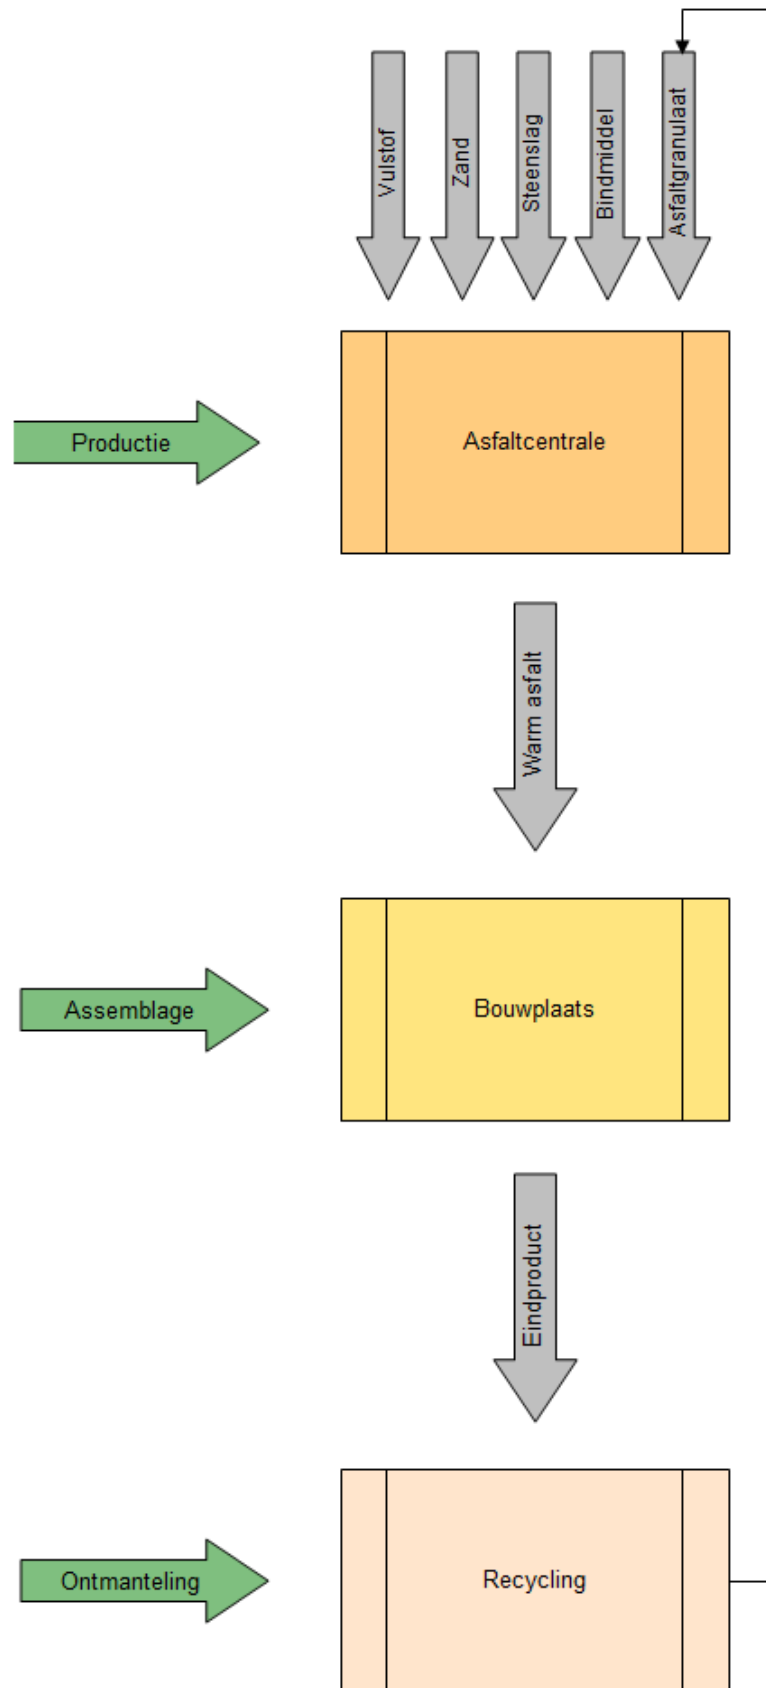 Vulstof
Zand
Steenslag
Bindmiddel
Asfaltgranulaat
Productie
Asfaltcentrale
Warm asfalt
Assemblage
Bouwplaats
Eindproduct
Ontmanteling
Recycling